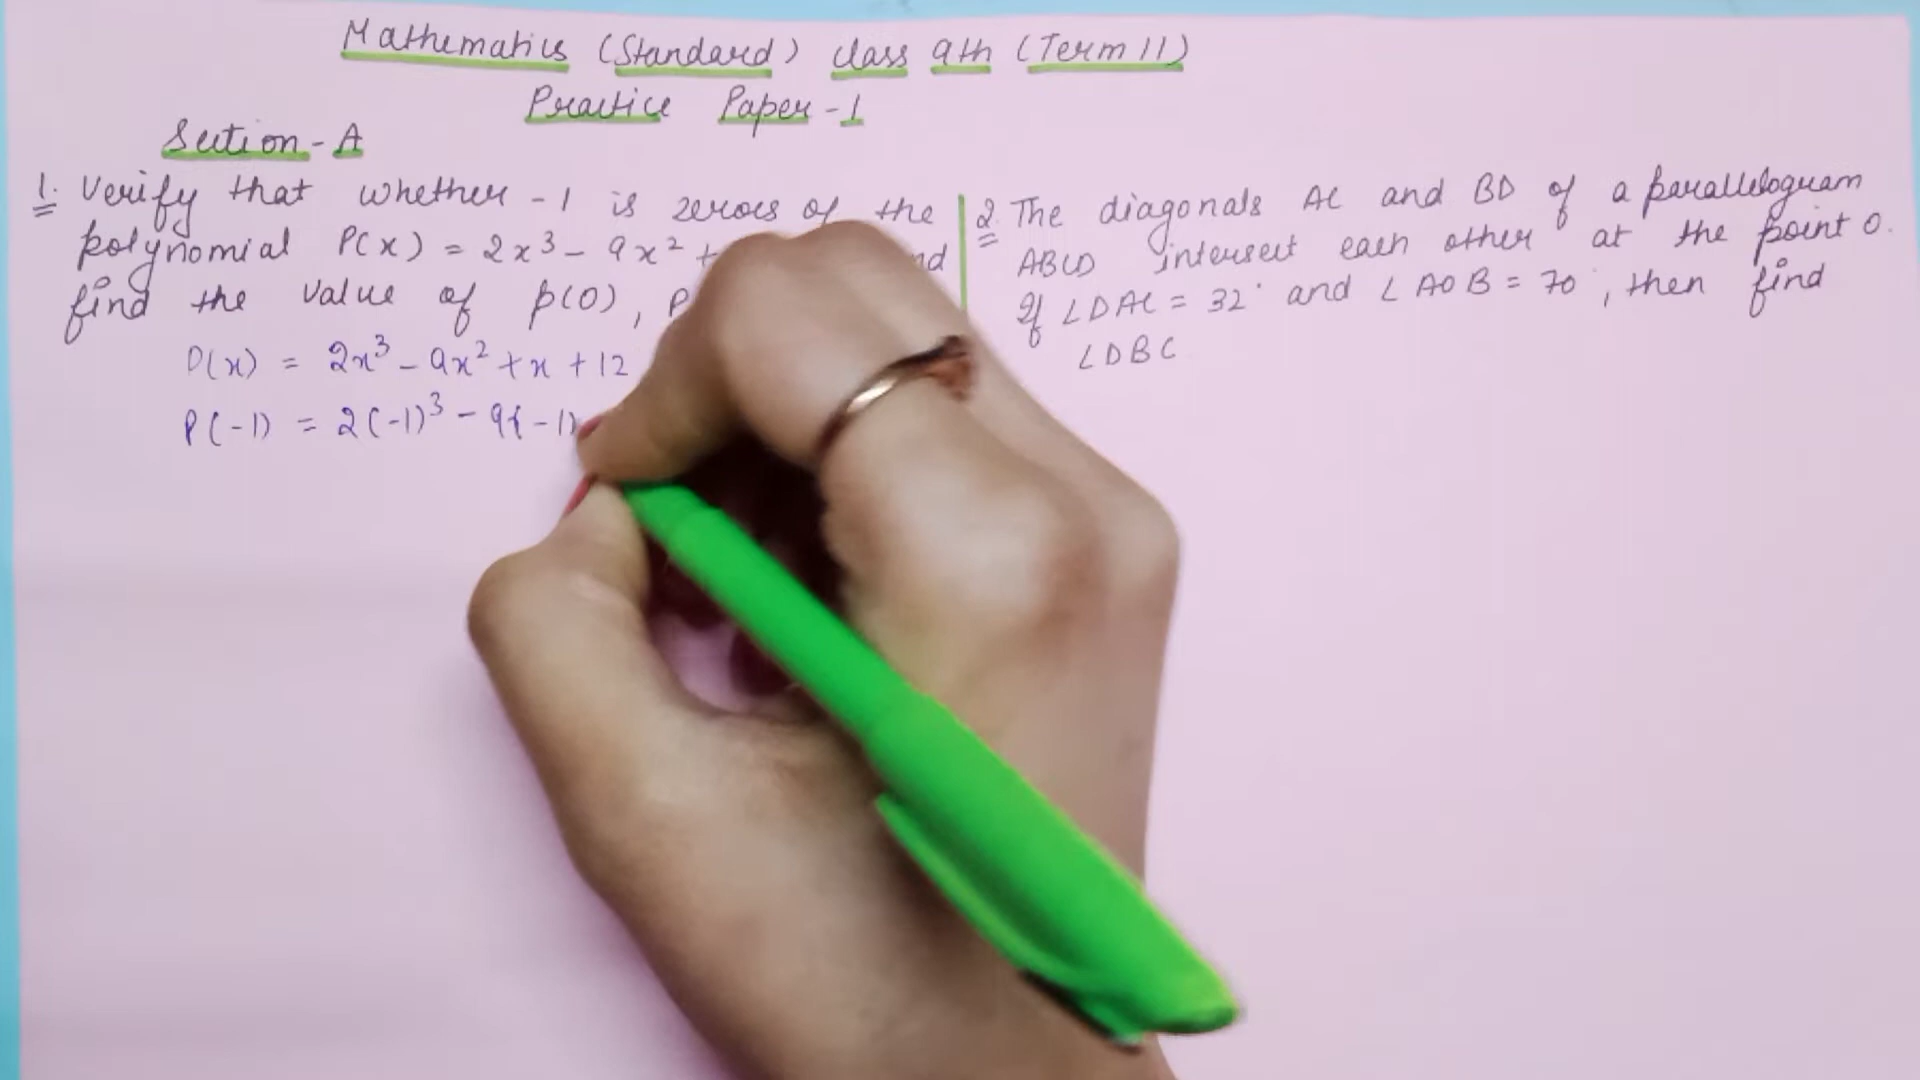 Mathematics (Standard) class 9th (Term II)
Practice Paper - 1
Section - A
1. Verify that whether -1 is zeroes of the
polynomial P(x) = 2x³ - 9x² +
find the value of p(0), P
P(x) = 2x³ - 9x² + x + 12
P(-1) = 2(-1)³ - 9(-1)
2. The diagonals AC and BD of a parallelogram
ABCD intersect each other at the point O.
If ∠DAC = 32° and ∠AOB = 70°, then find
∠DBC